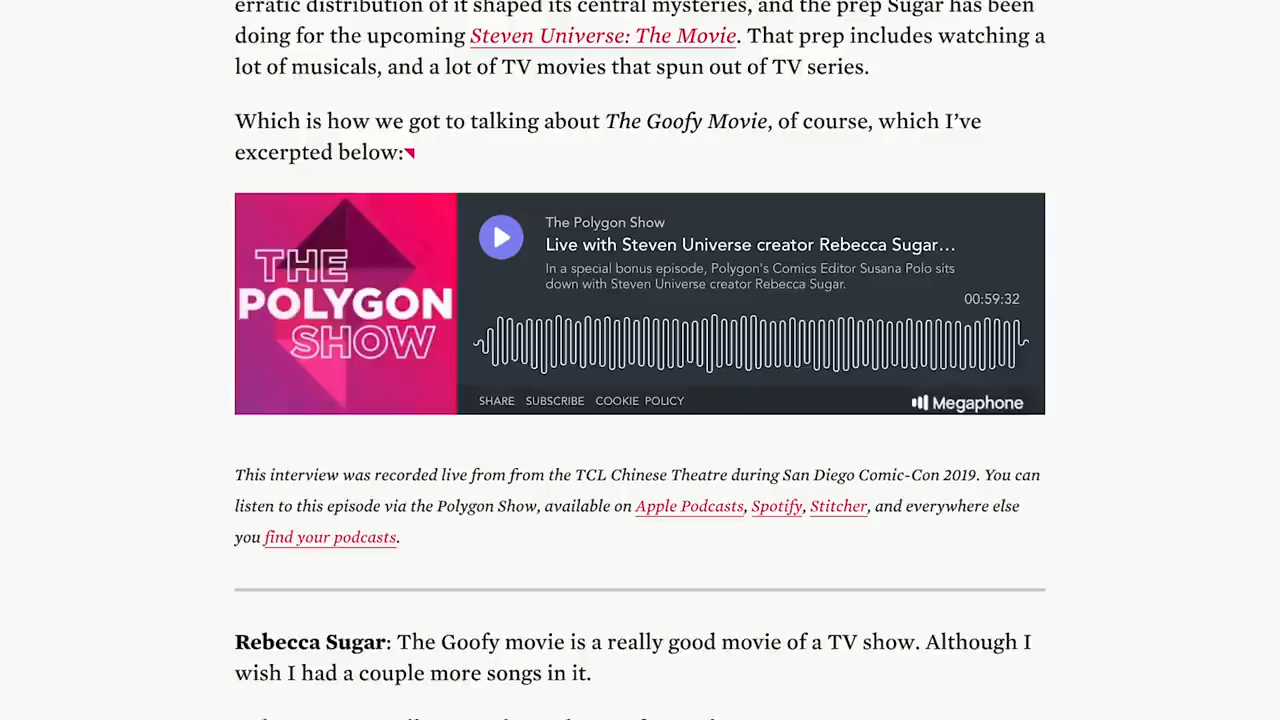 erratic distribution of it shaped its central mysteries, and the prep Sugar has been
doing for the upcoming Steven Universe: The Movie. That prep includes watching a
lot of musicals, and a lot of TV movies that spun out of TV series.
Which is how we got to talking about The Goofy Movie, of course, which I’ve
excerpted below:
THE
POLYGON
SHOW
The Polygon Show
Live with Steven Universe creator Rebecca Sugar…
In a special bonus episode, Polygon's Comics Editor Susana Polo sits
down with Steven Universe creator Rebecca Sugar.
00:59:32
SHARE SUBSCRIBE COOKIE POLICY
Megaphone
This interview was recorded live from from the TCL Chinese Theatre during San Diego Comic-Con 2019. You can
listen to this episode via the Polygon Show, available on Apple Podcasts, Spotify, Stitcher, and everywhere else
you find your podcasts.
Rebecca Sugar: The Goofy movie is a really good movie of a TV show. Although I
wish I had a couple more songs in it.